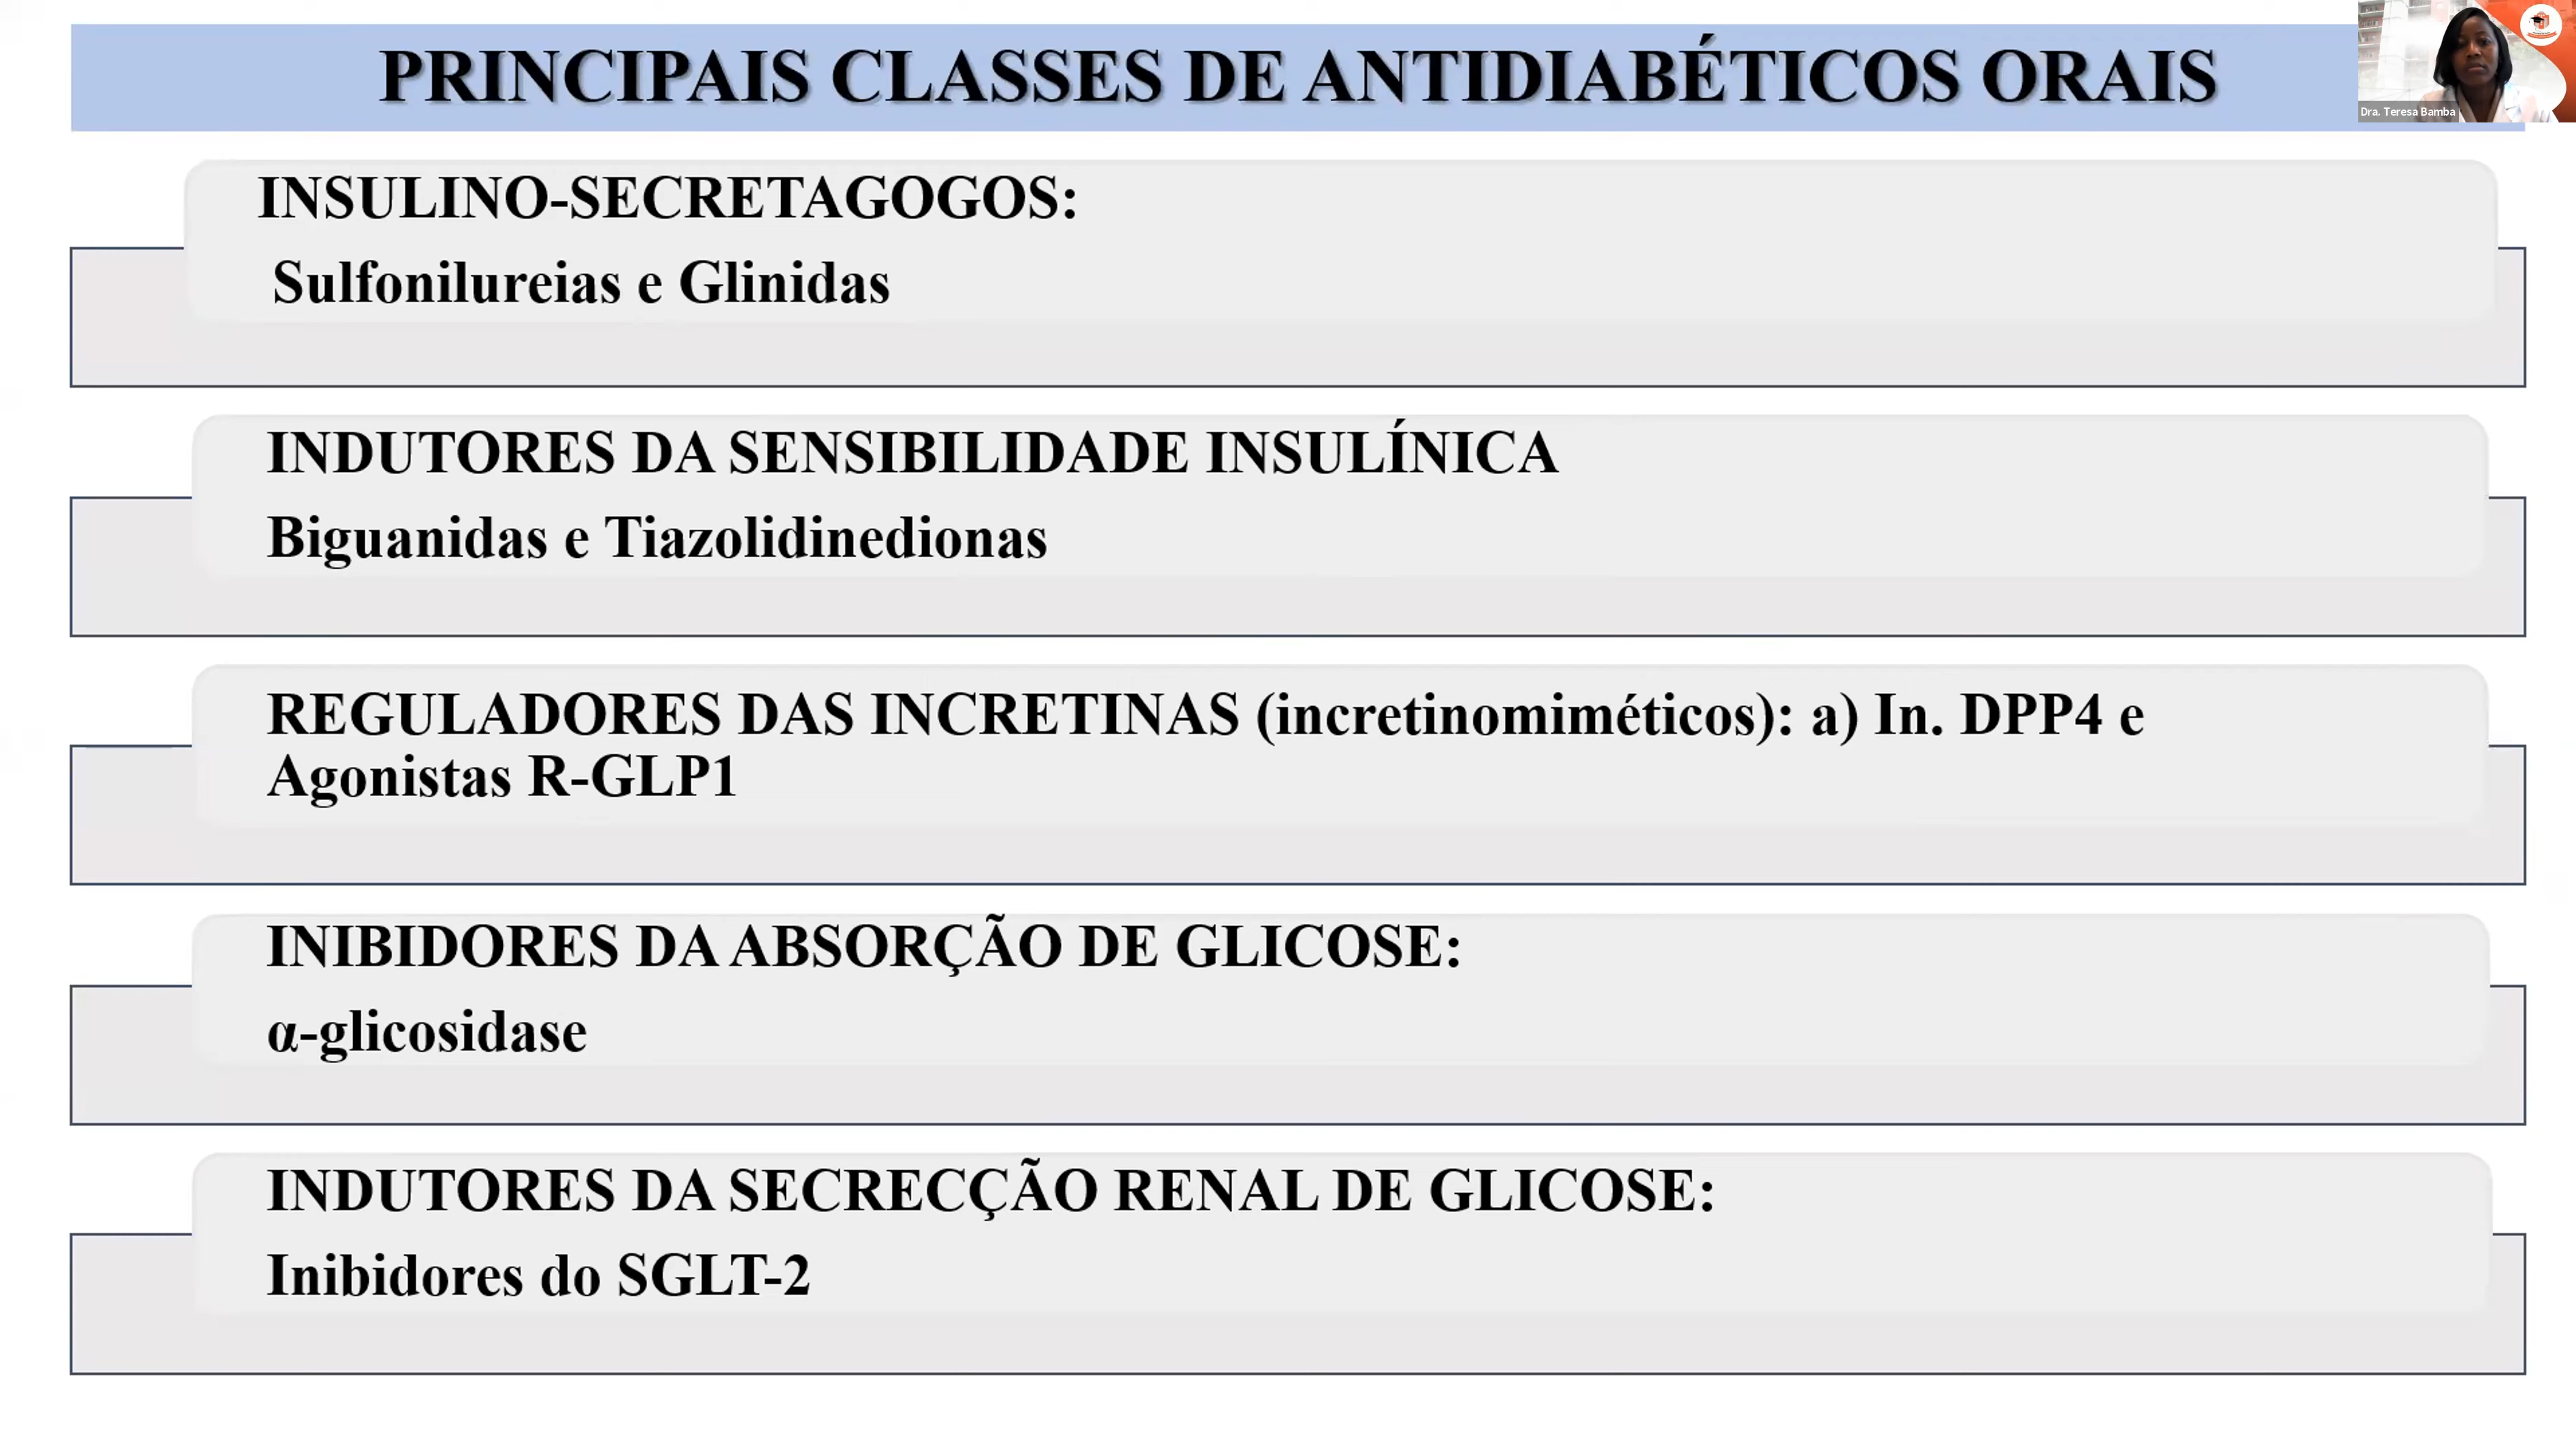 PRINCIPAIS CLASSES DE ANTIDIABÉTICOS ORAIS
Dra. Teresa Bamba
INSULINO-SECRETAGOGOS:
Sulfonilureias e Glinidas
INDUTORES DA SENSIBILIDADE INSULÍNICA
Biguanidas e Tiazolidinedionas
REGULADORES DAS INCRETINAS (incretinomiméticos): a) In. DPP4 e
Agonistas R-GLP1
INIBIDORES DA ABSORÇÃO DE GLICOSE:
α-glicosidase
INDUTORES DA SECRECÇÃO RENAL DE GLICOSE:
Inibidores do SGLT-2